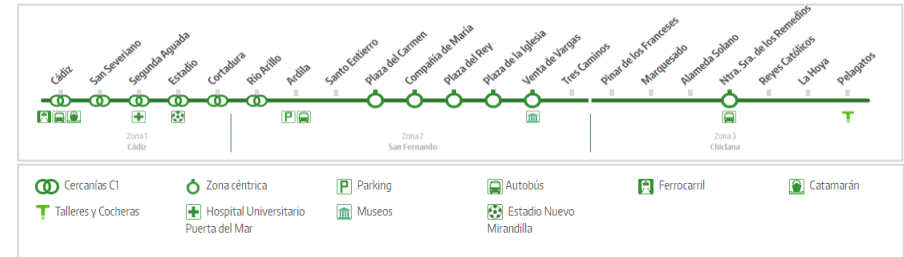 Cádiz
San Severiano
Segunda Aguada
Estadio
Cortadura
Río Arillo
Ardila
Santo Entierro
Plaza del Carmen
Compañía de María
Plaza del Rey
Plaza de la Iglesia
Venta de Vargas
Tres Caminos
Pinar de los Franceses
Marquesado
Alameda Solano
Ntra. Sra. de los Remedios
Reyes Católicos
La Hoya
Pelagatos
P
Zona 1
Cádiz
Zona 2
San Fernando
Zona 3
Chiclana
Cercanías C1
Zona céntrica
P Parking
Autobús
Ferrocarril
Catamarán
Talleres y Cocheras
Hospital Universitario
Puerta del Mar
Museos
Estadio Nuevo
Mirandilla